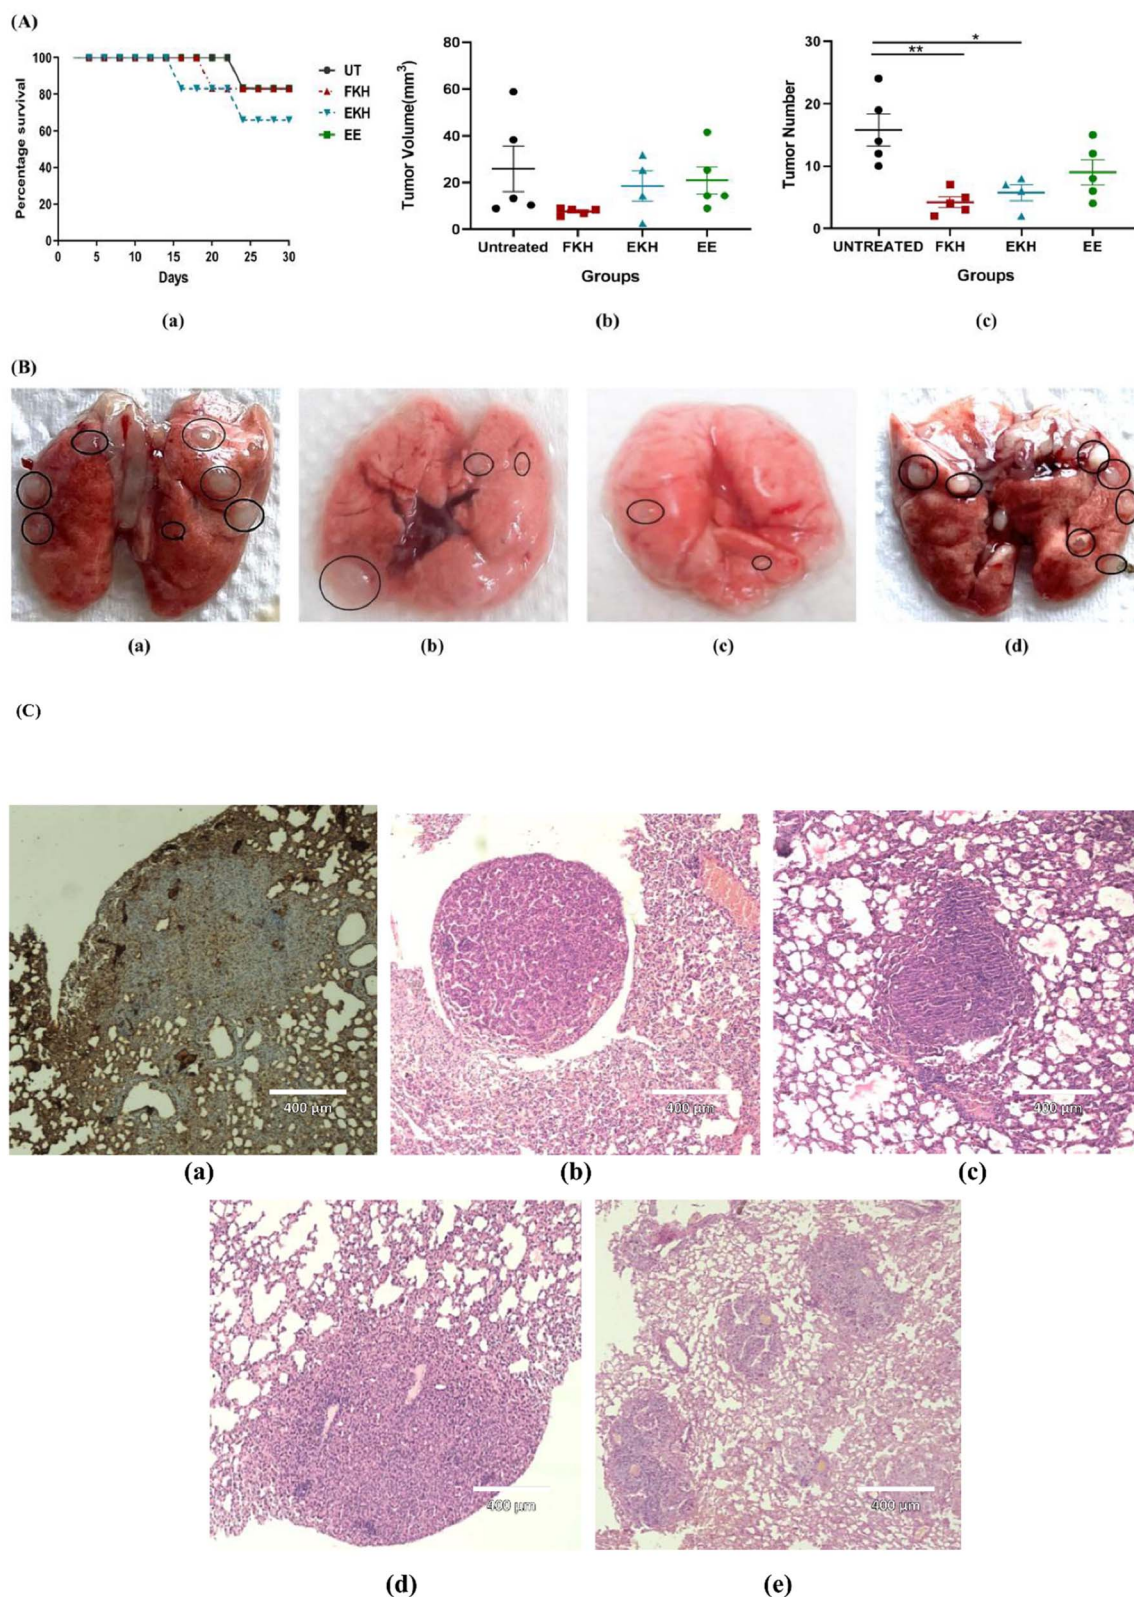 (A)
Percentage survival
100
80
60
40
20
0
0
5
10
15
20
25
30
Days
UT
FKH
EKH
EE
(a)
Tumor Volume(mm³)
80
60
40
20
0
Untreated
FKH
EKH
EE
Groups
(b)
Tumor Number
30
20
10
0
*
**
UNTREATED
FKH
EKH
EE
Groups
(c)
(B)
(a)
(b)
(c)
(d)
(C)
400 μm
400 μm
400 μm
(a)
(b)
(c)
400 μm
400 μm
(d)
(e)